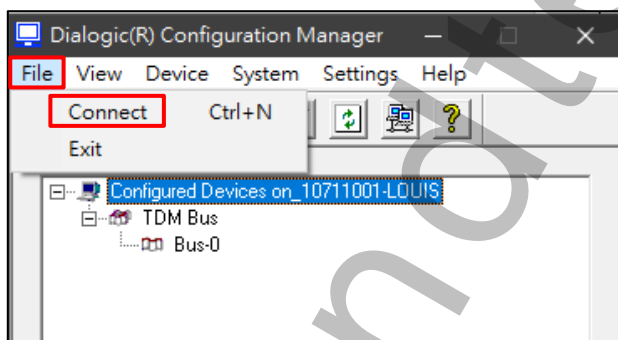 Dialogic(R) Configuration Manager
File View Device System Settings Help
Connect Ctrl+N
Exit
Configured Devices on_10711001-LOUIS
TDM Bus
Bus-0